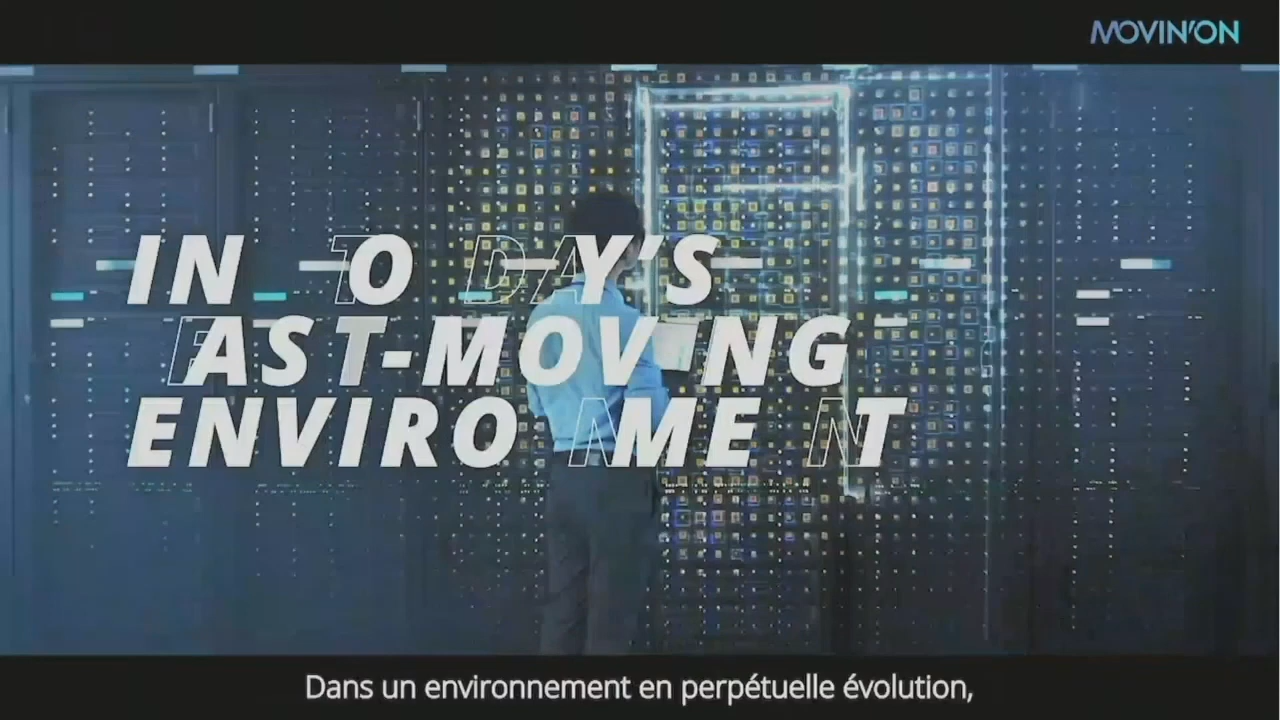 MOVIN'ON
IN TODAY'S
FAST-MOVING
ENVIRONMENT
Dans un environnement en perpétuelle évolution,